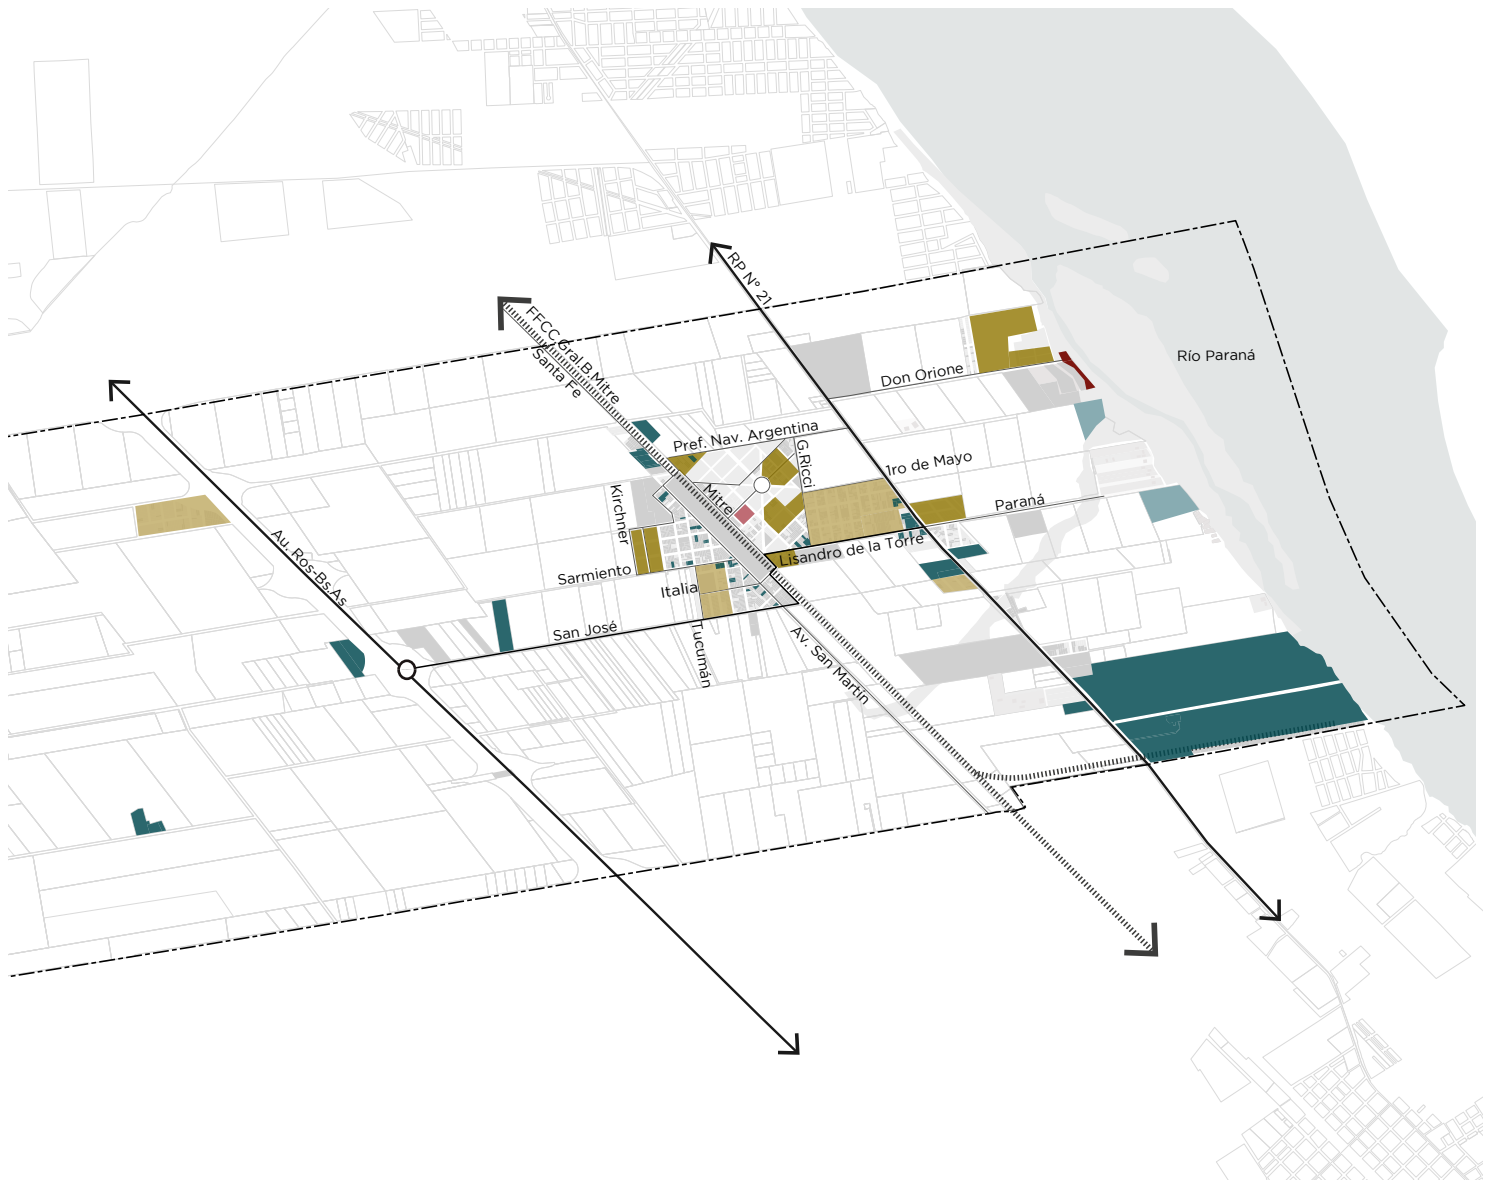 RP N° 21
FFCC.Gral.B.Mitre
Santa Fe
Río Paraná
Don Orione
Pref. Nav. Argentina
G.Ricci
1ro de Mayo
Mitre
Kirchner
Paraná
Au. Ros-Bs.As
Lisandro de la Torre
Sarmiento
Italia
San José
Tucumán
Av. San Martín